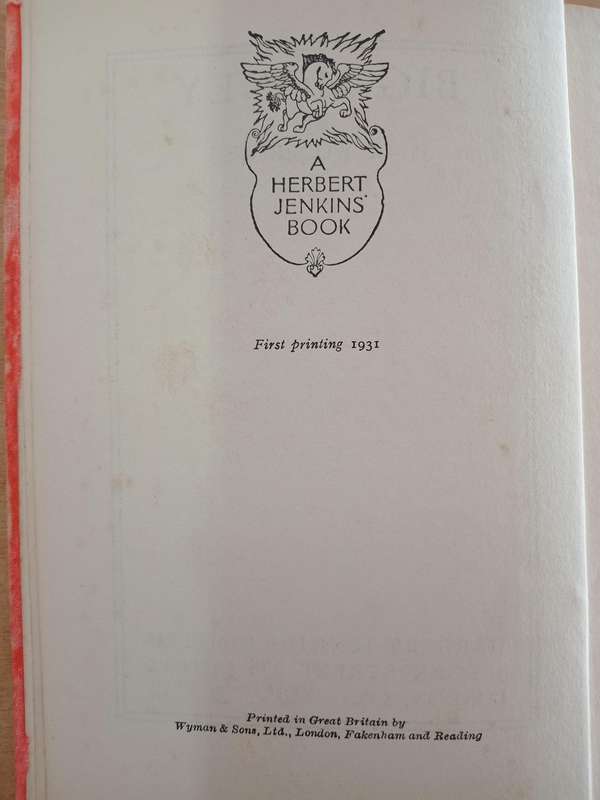 A
HERBERT
JENKINS'
BOOK
First printing 1931
Printed in Great Britain by
Wyman & Sons, Ltd., London, Fakenham and Reading